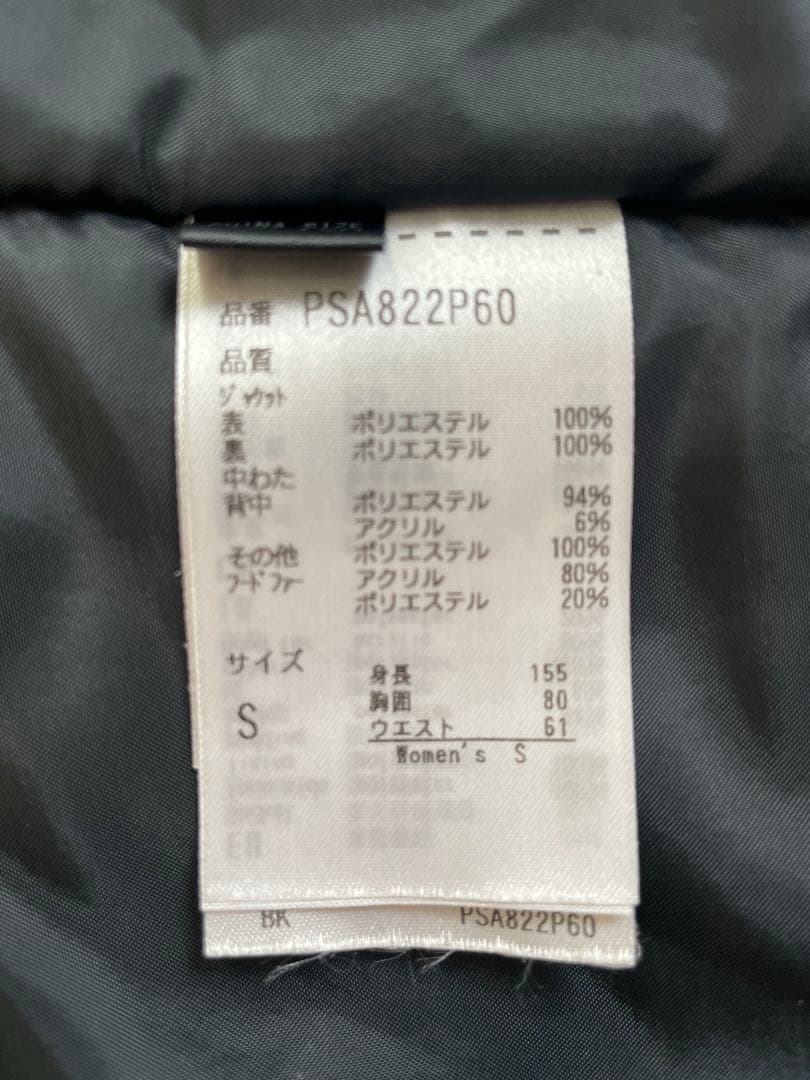 品番 PSA822P60
品質
ジャケット
表 ポリエステル 100%
裏 ポリエステル 100%
中わた
背中 ポリエステル 94%
アクリル 6%
その他 ポリエステル 100%
フードファー アクリル 80%
ポリエステル 20%
サイズ
S
身長 155
胸囲 80
ウエスト 61
Women's S
BK PSA822P60